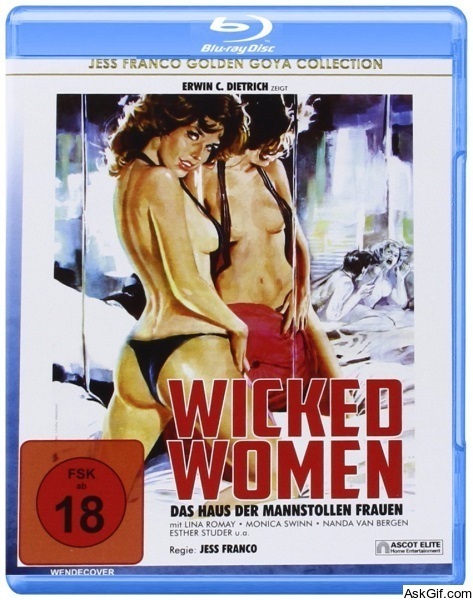 Blu-ray Disc
JESS FRANCO GOLDEN GOYA COLLECTION
ERWIN C. DIETRICH ZEIGT
WICKED
WOMEN
DAS HAUS DER MANNSTOLLEN FRAUEN
mit LINA ROMAY • MONICA SWINN • NANDA VAN BERGEN
ESTHER STUDER u.a.
Regie: JESS FRANCO
FSK
ab
18
ASCOT ELITE
Home Entertainment
WENDECOVER
AskGif.com